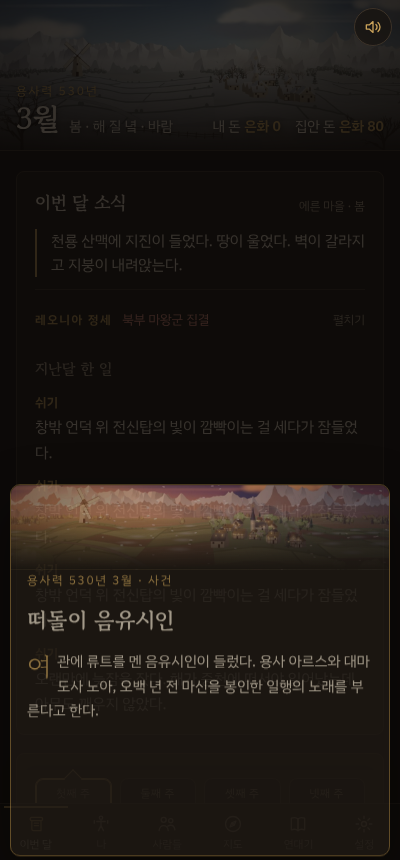 용사력 530년
3월 봄 · 해 질 녘 · 바람 내 돈 은화 0 집안 돈 은화 80
이번 달 소식 에른 마을 · 봄
천룡 산맥에 지진이 들었다. 땅이 울었다. 벽이 갈라지
고 지붕이 내려앉는다.
레오니아 정세 북부 마왕군 집결 펼치기
지난달 한 일
쉬기
창밖 언덕 위 전신탑의 빛이 깜빡이는 걸 세다가 잠들었
다.
용사력 530년 3월 · 사건
떠돌이 음유시인
여관에 류트를 멘 음유시인이 들렀다. 용사 아르스와 대마
도사 노아, 오백 년 전 마신을 봉인한 일행의 노래를 부
른다고 한다.
이번 달